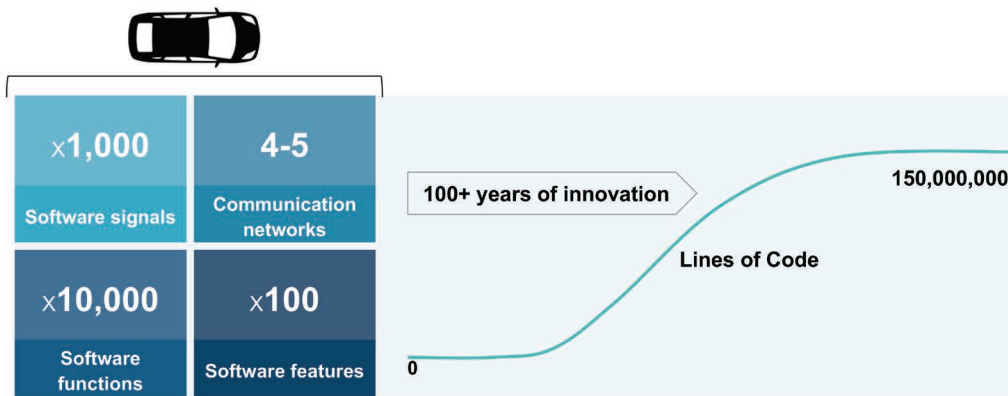 x1,000
Software signals
4-5
Communication
networks
x10,000
Software
functions
x100
Software features
100+ years of innovation
150,000,000
Lines of Code
0